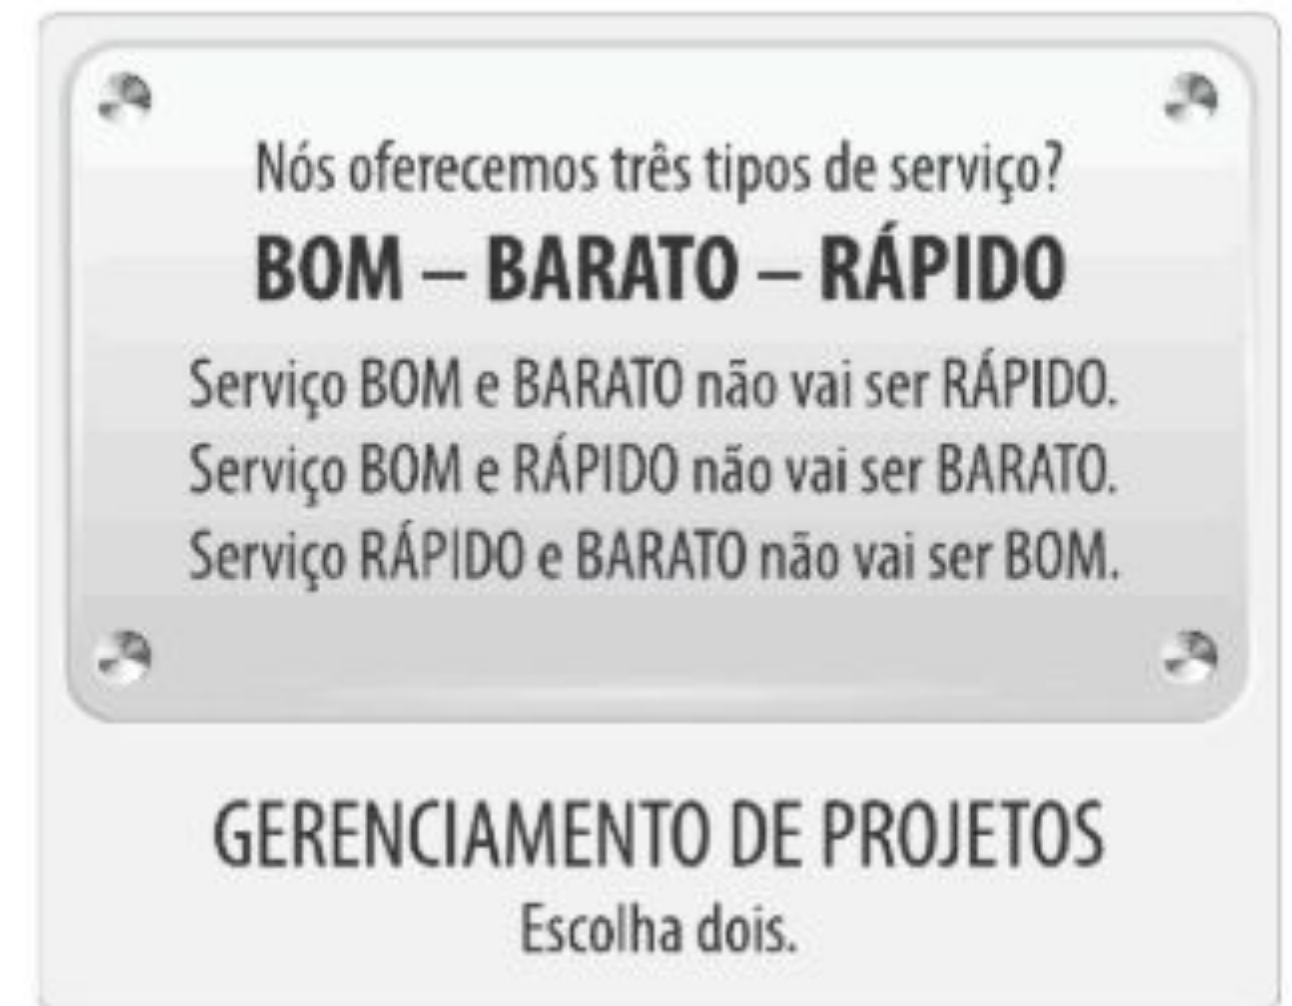 Nós oferecemos três tipos de serviço?
BOM – BARATO – RÁPIDO
Serviço BOM e BARATO não vai ser RÁPIDO.
Serviço BOM e RÁPIDO não vai ser BARATO.
Serviço RÁPIDO e BARATO não vai ser BOM.
GERENCIAMENTO DE PROJETOS
Escolha dois.